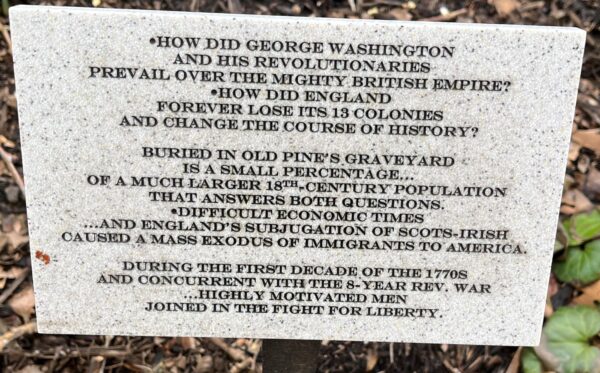 •HOW DID GEORGE WASHINGTON
AND HIS REVOLUTIONARIES
PREVAIL OVER THE MIGHTY BRITISH EMPIRE?
•HOW DID ENGLAND
FOREVER LOSE ITS 13 COLONIES
AND CHANGE THE COURSE OF HISTORY?
BURIED IN OLD PINE'S GRAVEYARD
IS A SMALL PERCENTAGE...
OF A MUCH LARGER 18TH-CENTURY POPULATION
THAT ANSWERS BOTH QUESTIONS.
•DIFFICULT ECONOMIC TIMES
...AND ENGLAND'S SUBJUGATION OF SCOTS-IRISH
CAUSED A MASS EXODUS OF IMMIGRANTS TO AMERICA.
DURING THE FIRST DECADE OF THE 1770S
AND CONCURRENT WITH THE 8-YEAR REV. WAR
...HIGHLY MOTIVATED MEN
JOINED IN THE FIGHT FOR LIBERTY.